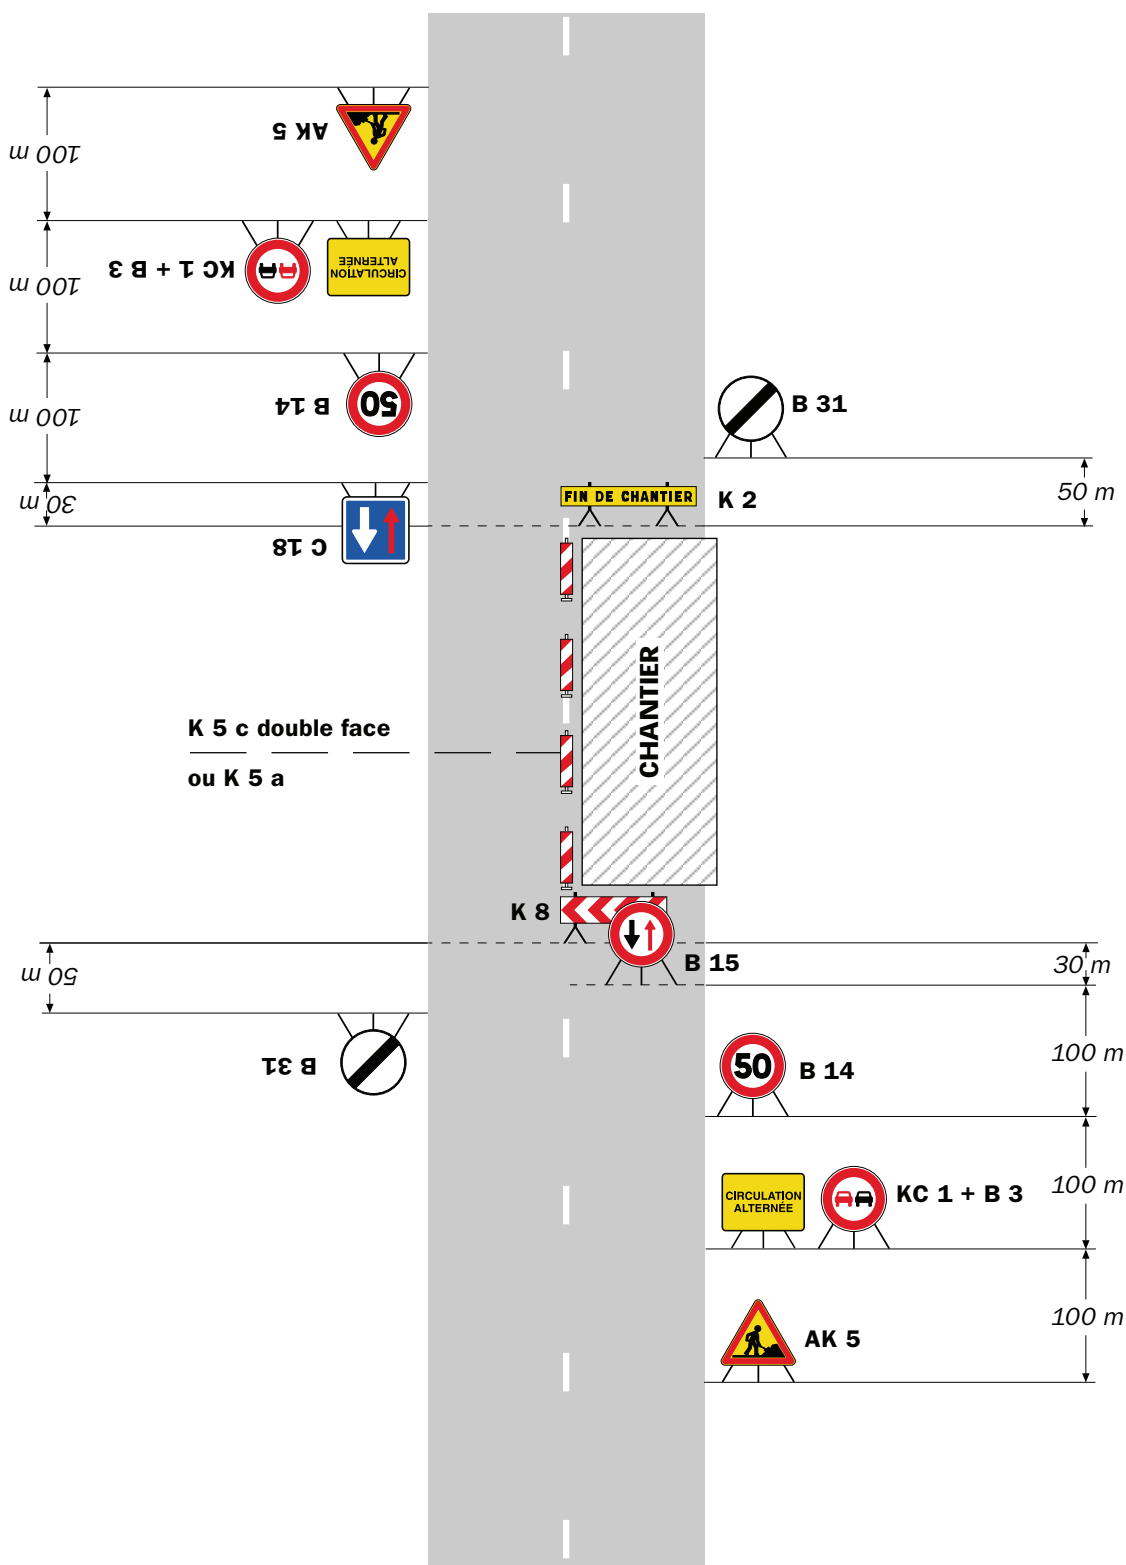 AK 5
100 m
KC 1 + B 3
CIRCULATION
ALTERNÉE
100 m
B 14
50
100 m
B 31
30 m
C 18
FIN DE CHANTIER
K 2
50 m
CHANTIER
K 5 c double face
ou K 5 a
K 8
B 15
50 m
30 m
B 31
50
B 14
100 m
CIRCULATION
ALTERNÉE
KC 1 + B 3
100 m
AK 5
100 m